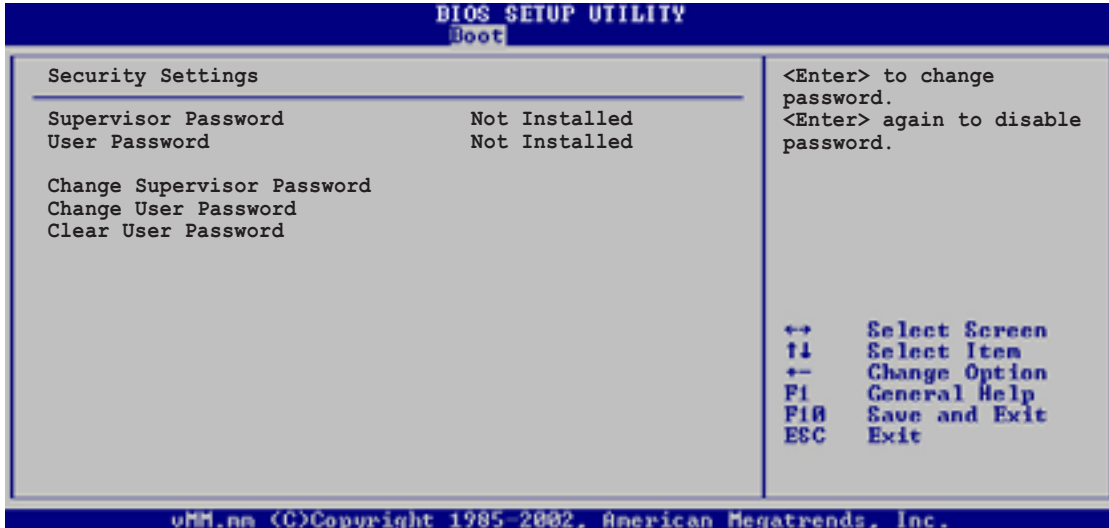 BIOS SETUP UTILITY
Boot
Security Settings
Supervisor Password Not Installed
User Password Not Installed
Change Supervisor Password
Change User Password
Clear User Password
<Enter> to change
password.
<Enter> again to disable
password.
←→ Select Screen
↑↓ Select Item
+- Change Option
F1 General Help
F10 Save and Exit
ESC Exit
vMM.mm (C)Copyright 1985-2002, American Megatrends, Inc.